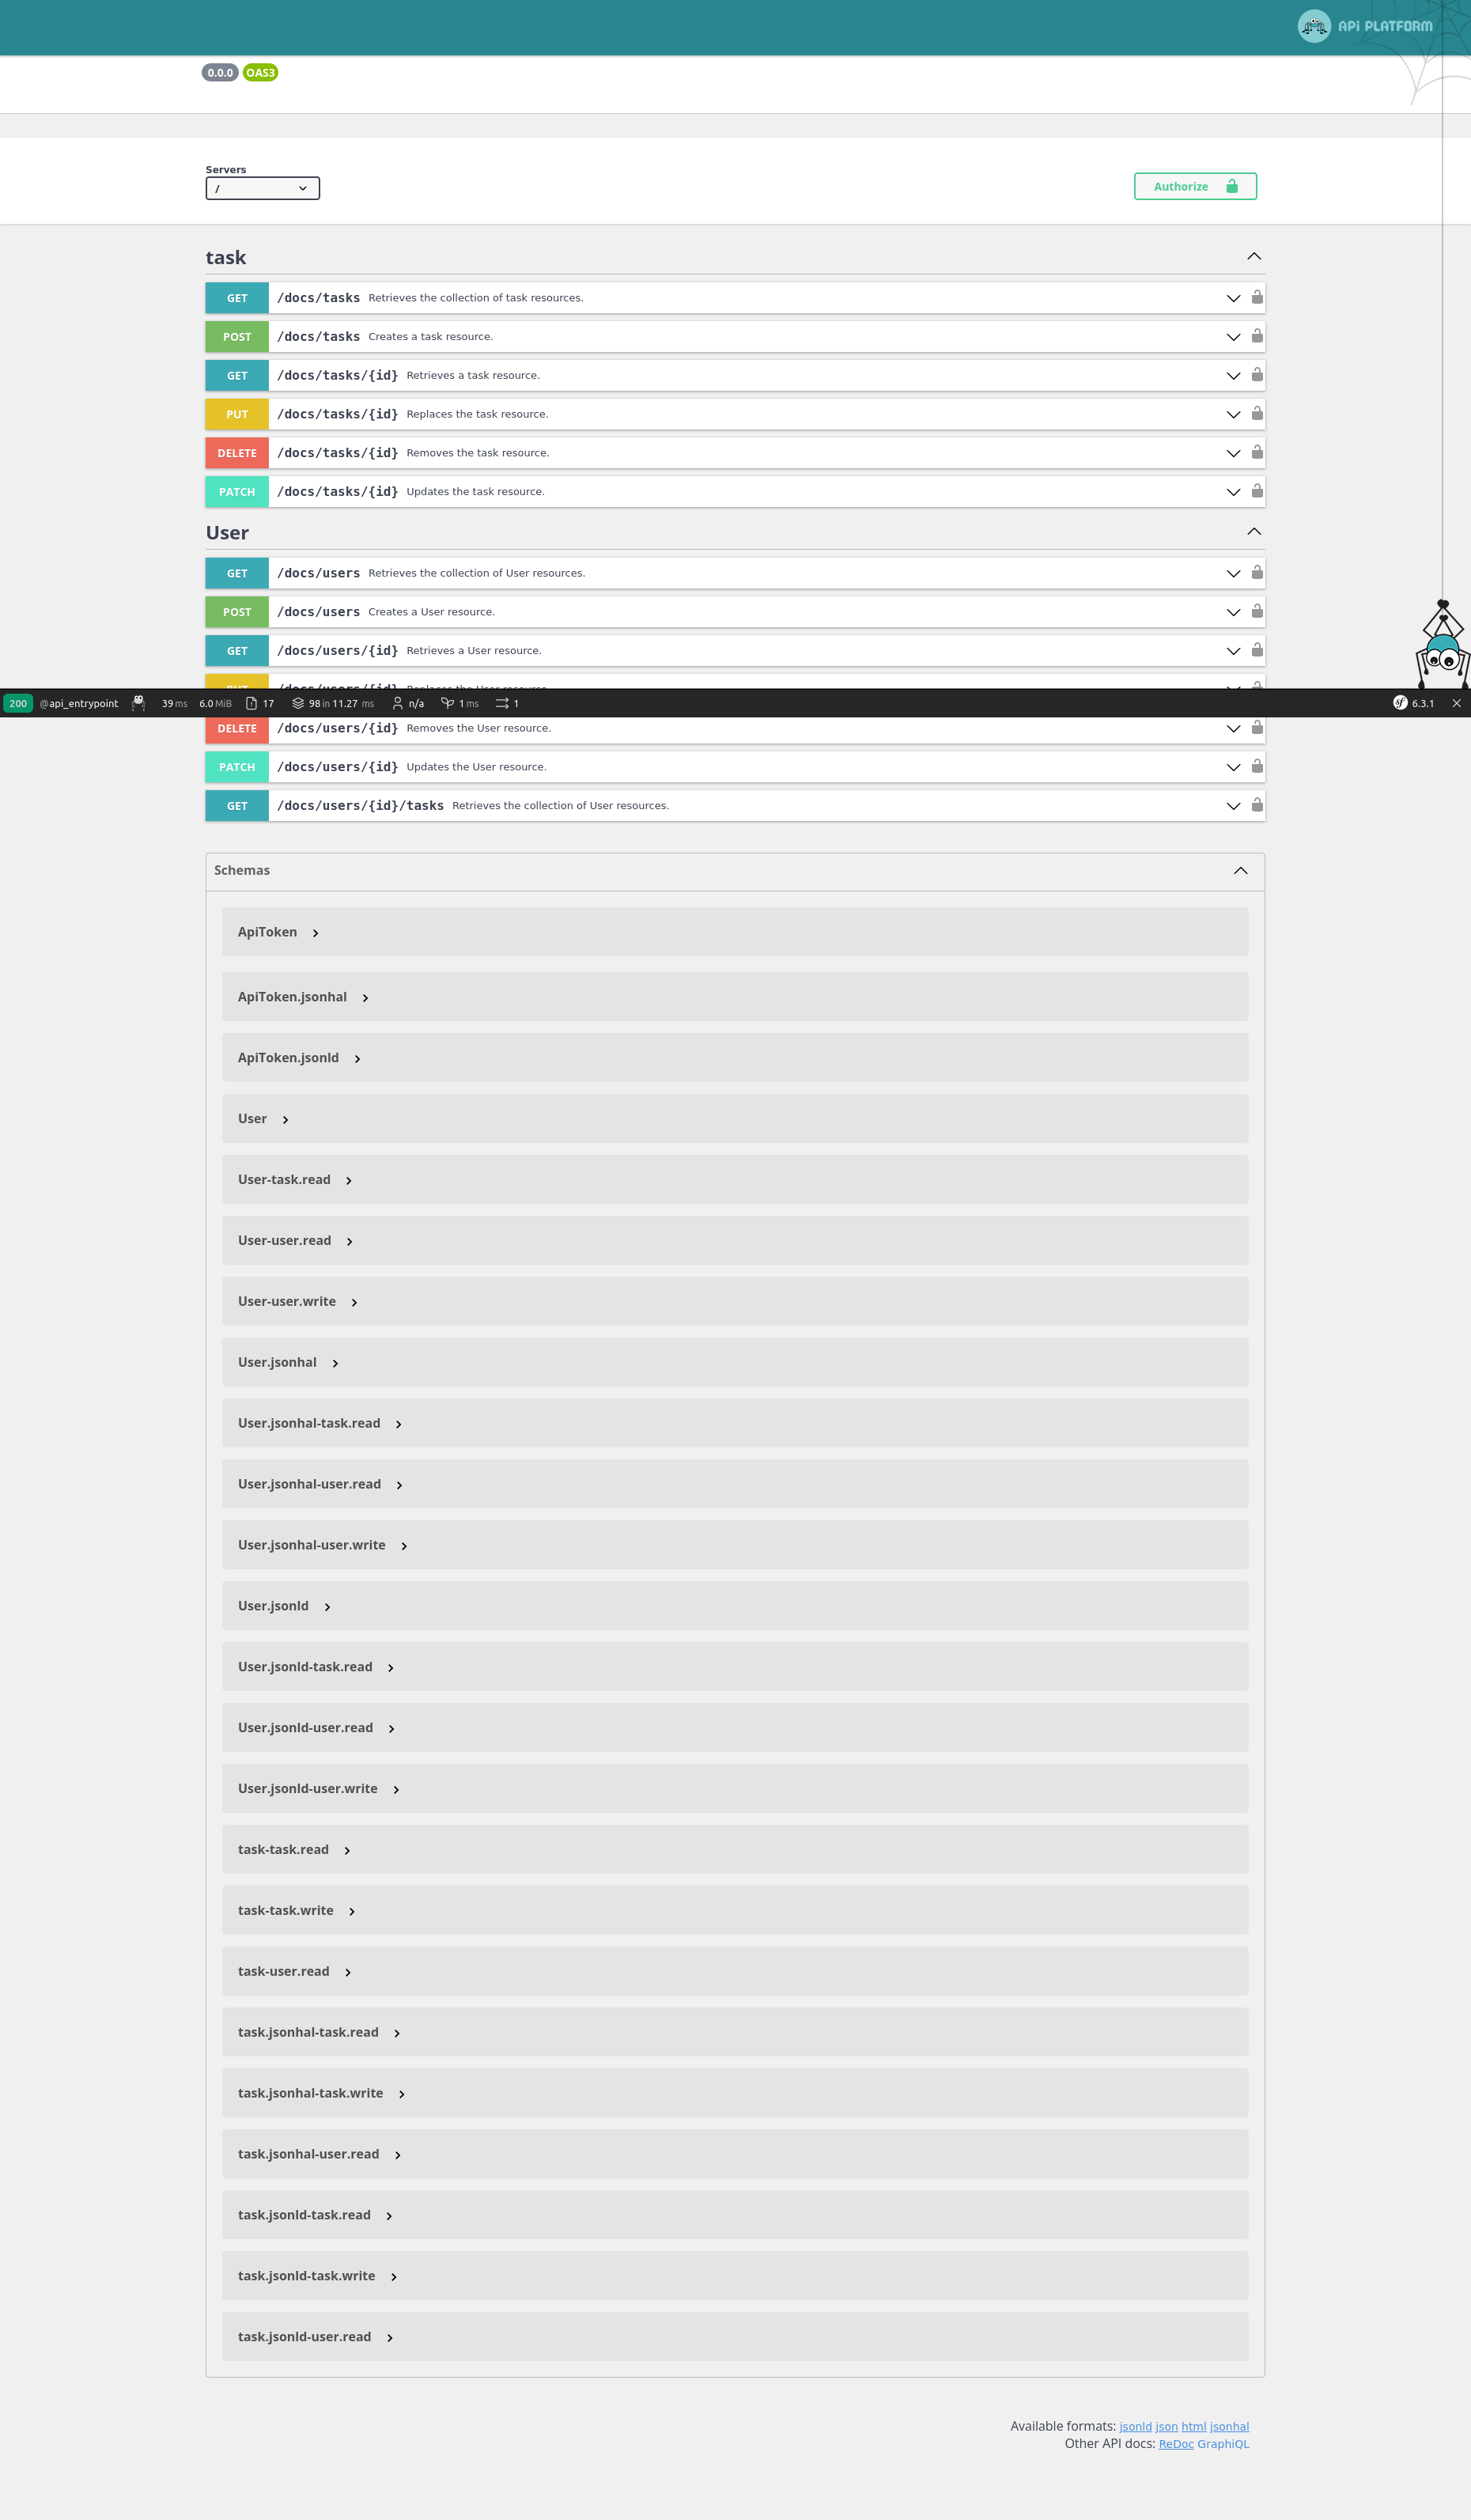 API PLATFORM
0.0.0 OAS3
Servers
/
Authorize
task
GET /docs/tasks Retrieves the collection of task resources.
POST /docs/tasks Creates a task resource.
GET /docs/tasks/{id} Retrieves a task resource.
PUT /docs/tasks/{id} Replaces the task resource.
DELETE /docs/tasks/{id} Removes the task resource.
PATCH /docs/tasks/{id} Updates the task resource.
User
GET /docs/users Retrieves the collection of User resources.
POST /docs/users Creates a User resource.
GET /docs/users/{id} Retrieves a User resource.
PUT /docs/users/{id} Replaces the User resource.
200 @api_entrypoint 39 ms 6.0 MiB 17 98 in 11.27 ms n/a 1 ms 1 sf 6.3.1
DELETE /docs/users/{id} Removes the User resource.
PATCH /docs/users/{id} Updates the User resource.
GET /docs/users/{id}/tasks Retrieves the collection of User resources.
Schemas
ApiToken
ApiToken.jsonhal
ApiToken.jsonld
User
User-task.read
User-user.read
User-user.write
User.jsonhal
User.jsonhal-task.read
User.jsonhal-user.read
User.jsonhal-user.write
User.jsonld
User.jsonld-task.read
User.jsonld-user.read
User.jsonld-user.write
task-task.read
task-task.write
task-user.read
task.jsonhal-task.read
task.jsonhal-task.write
task.jsonhal-user.read
task.jsonld-task.read
task.jsonld-task.write
task.jsonld-user.read
Available formats: jsonld json html jsonhal
Other API docs: ReDoc GraphiQL